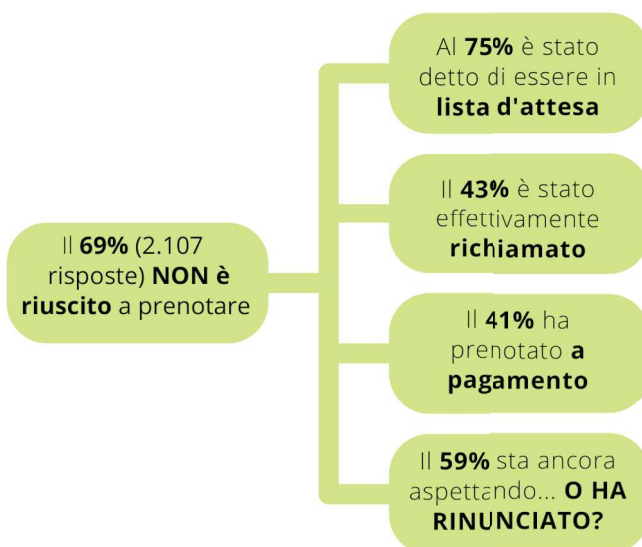 Il 69% (2.107
risposte) NON è
riuscito a prenotare
Al 75% è stato
detto di essere in
lista d'attesa
Il 43% è stato
effettivamente
richiamato
Il 41% ha
prenotato a
pagamento
Il 59% sta ancora
aspettando... O HA
RINUNCIATO?